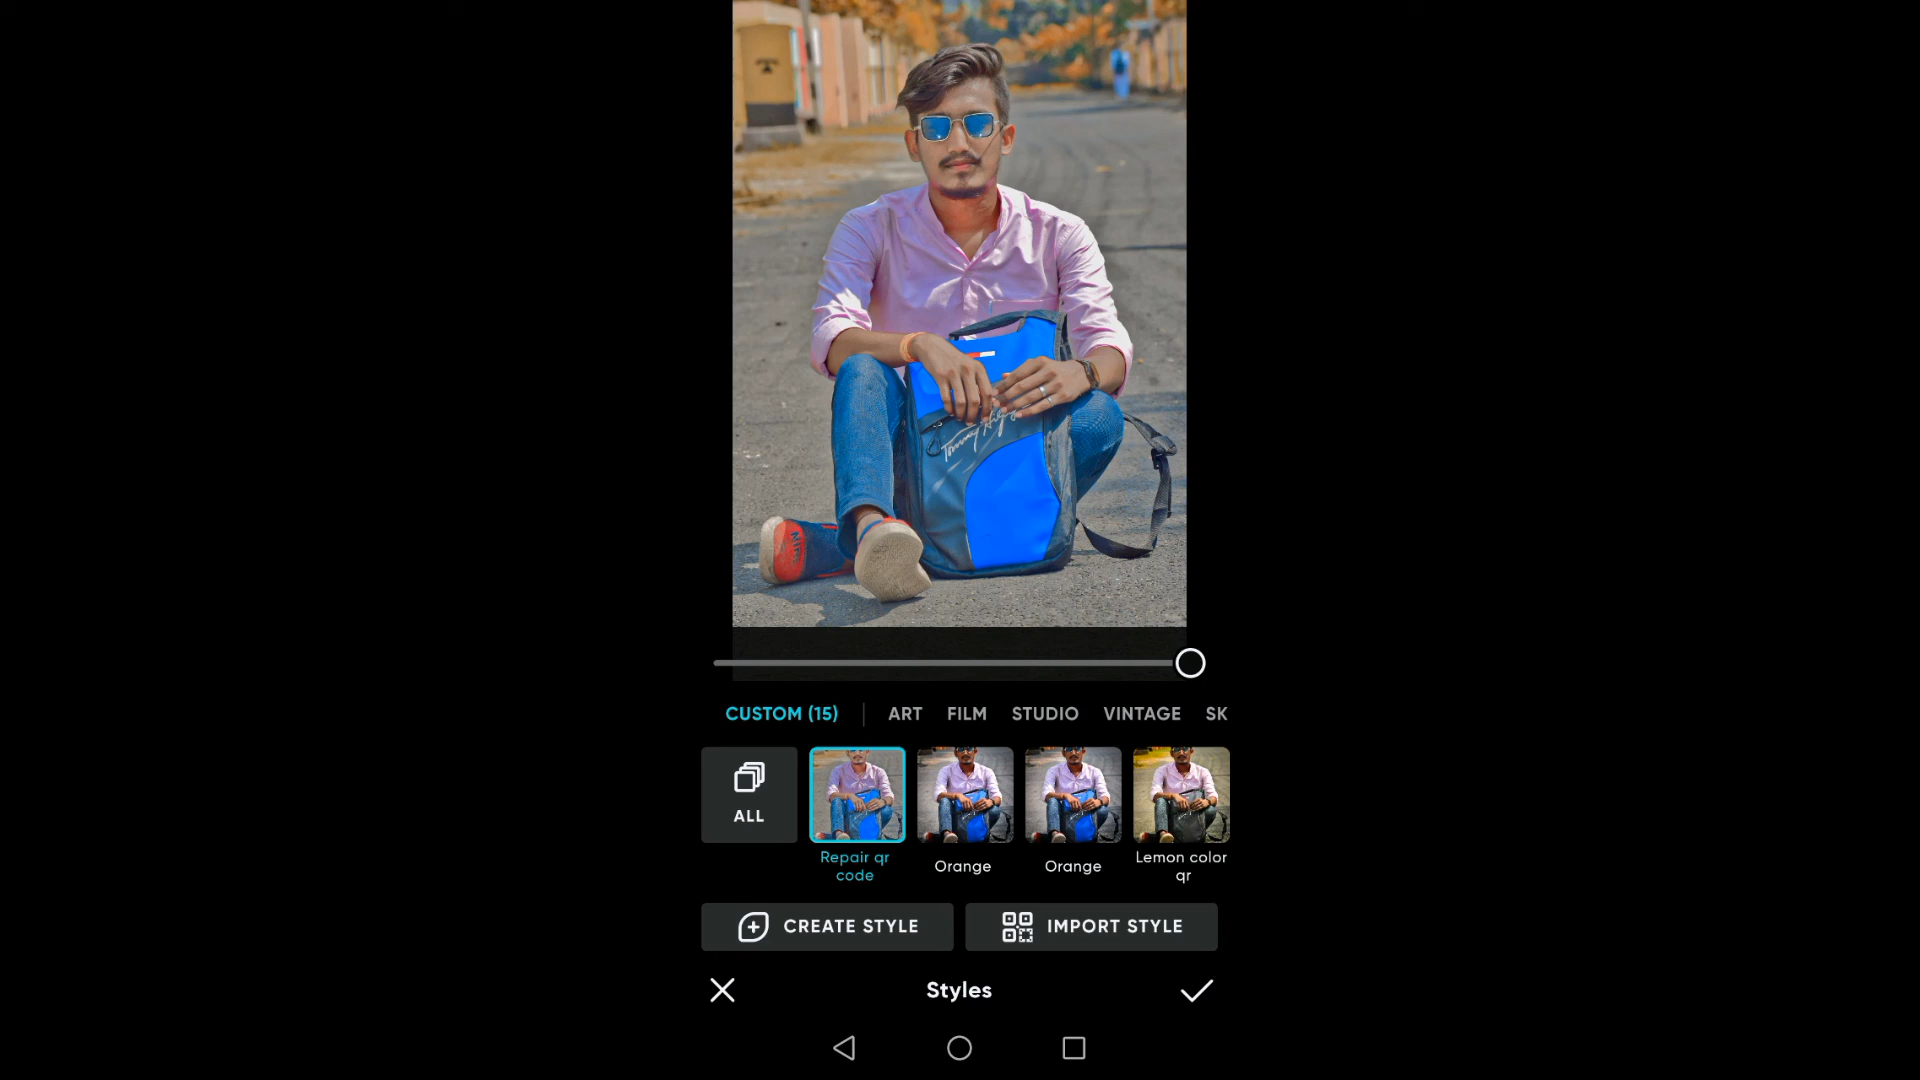 Tommy
CUSTOM (15)
ART
FILM
STUDIO
VINTAGE
SK
ALL
Repair qr
code
Orange
Orange
Lemon color
qr
CREATE STYLE
IMPORT STYLE
Styles